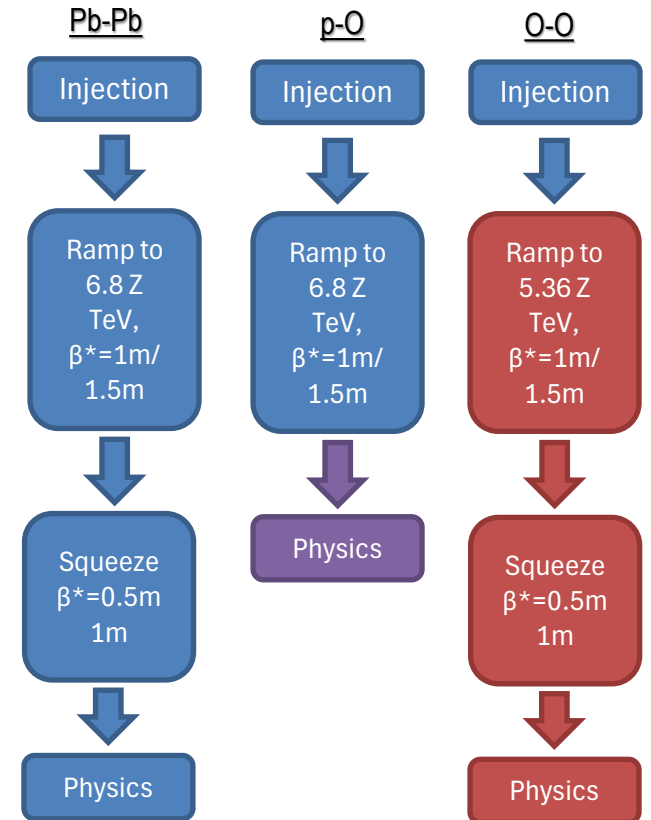 Pb-Pb
Injection
Ramp to
6.8 Z
TeV,
β*=1m/
1.5m
Squeeze
β*=0.5m
1m
Physics
p-O
Injection
Ramp to
6.8 Z
TeV,
β*=1m/
1.5m
Physics
O-O
Injection
Ramp to
5.36 Z
TeV,
β*=1m/
1.5m
Squeeze
β*=0.5m
1m
Physics